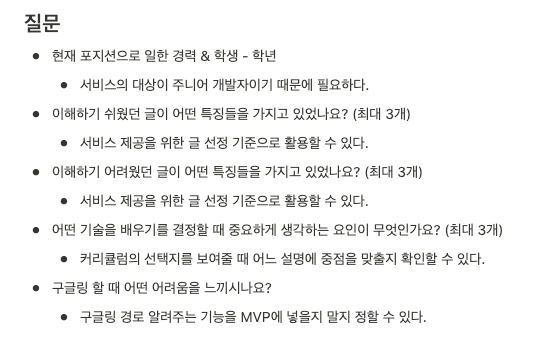 질문
현재 포지션으로 일한 경력 & 학생 - 학년
서비스의 대상이 주니어 개발자이기 때문에 필요하다.
이해하기 쉬웠던 글이 어떤 특징들을 가지고 있었나요? (최대 3개)
서비스 제공을 위한 글 선정 기준으로 활용할 수 있다.
이해하기 어려웠던 글이 어떤 특징들을 가지고 있었나요? (최대 3개)
서비스 제공을 위한 글 선정 기준으로 활용할 수 있다.
어떤 기술을 배우기를 결정할 때 중요하게 생각하는 요인이 무엇인가요? (최대 3개)
커리큘럼의 선택지를 보여줄 때 어느 설명에 중점을 맞출지 확인할 수 있다.
구글링 할 때 어떤 어려움을 느끼시나요?
구글링 경로 알려주는 기능을 MVP에 넣을지 말지 정할 수 있다.